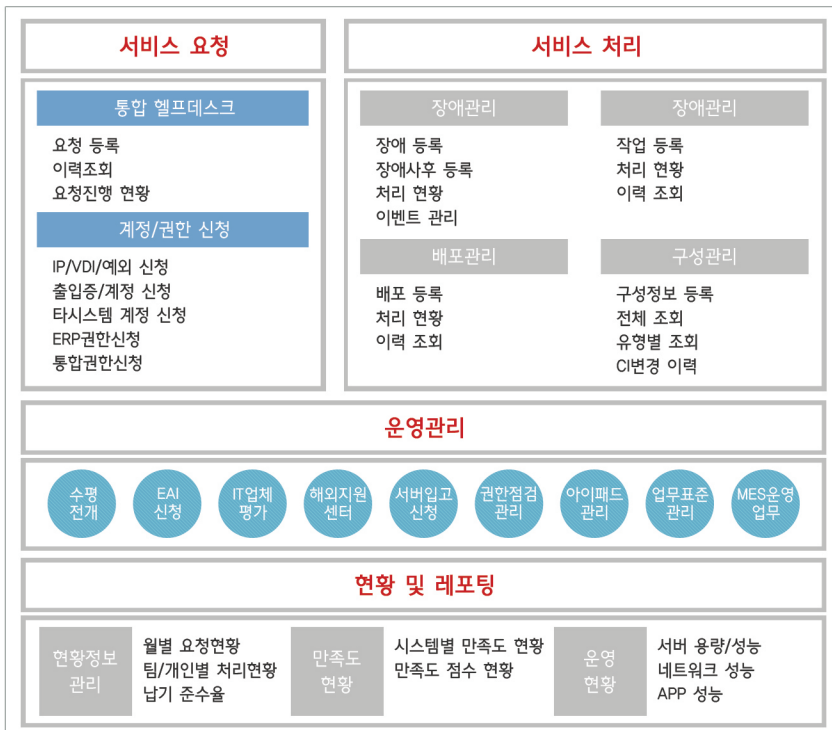 서비스 요청
통합 헬프데스크
요청 등록
이력조회
요청진행 현황
계정/권한 신청
IP/VDI/예외 신청
출입증/계정 신청
타시스템 계정 신청
ERP권한신청
통합권한신청
서비스 처리
장애관리
장애 등록
장애사후 등록
처리 현황
이벤트 관리
장애관리
작업 등록
처리 현황
이력 조회
배포관리
배포 등록
처리 현황
이력 조회
구성관리
구성정보 등록
전체 조회
유형별 조회
CI변경 이력
운영관리
수평
전개
EAI
신청
IT업체
평가
해외지원
센터
서버입고
신청
권한점검
관리
아이패드
관리
업무표준
관리
MES운영
업무
현황 및 레포팅
현황정보
관리
월별 요청현황
팀/개인별 처리현황
납기 준수율
만족도
현황
시스템별 만족도 현황
만족도 점수 현황
운영
현황
서버 용량/성능
네트워크 성능
APP 성능